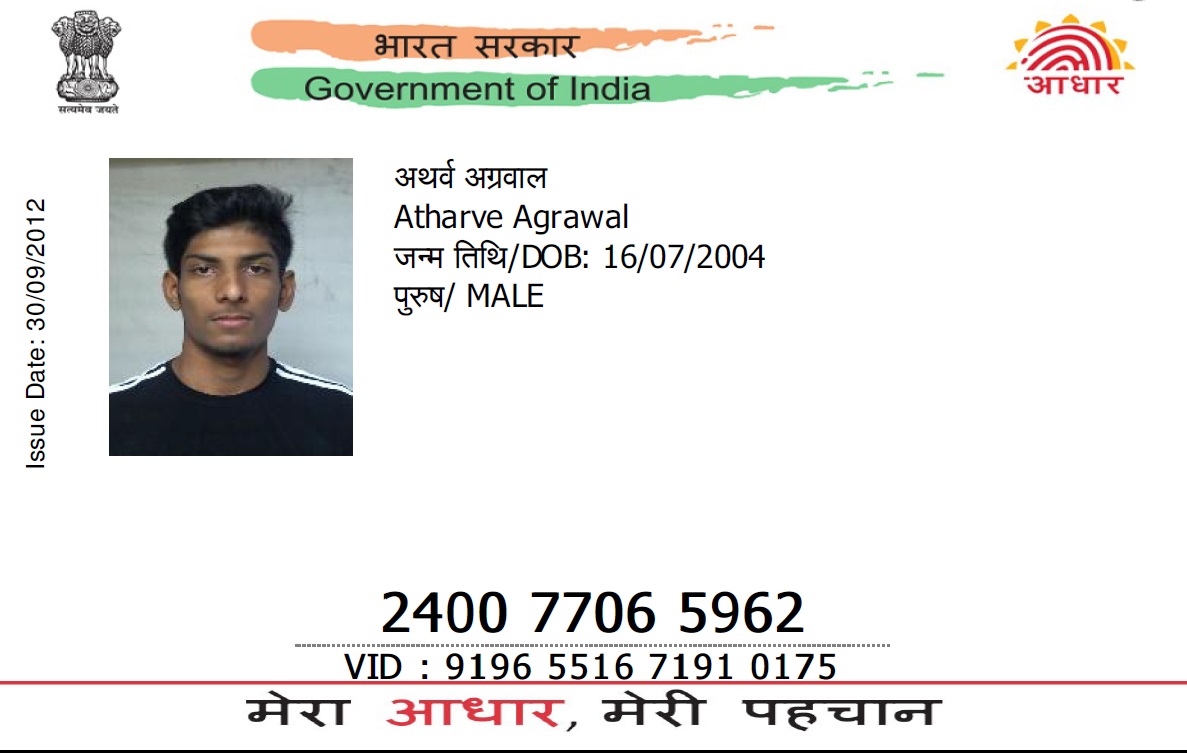 सत्यमेव जयते
भारत सरकार
Government of India
आधार
Issue Date: 30/09/2012
अथर्व अग्रवाल
Atharve Agrawal
जन्म तिथि/DOB: 16/07/2004
पुरुष/ MALE
2400 7706 5962
VID : 9196 5516 7191 0175
मेरा आधार, मेरी पहचान